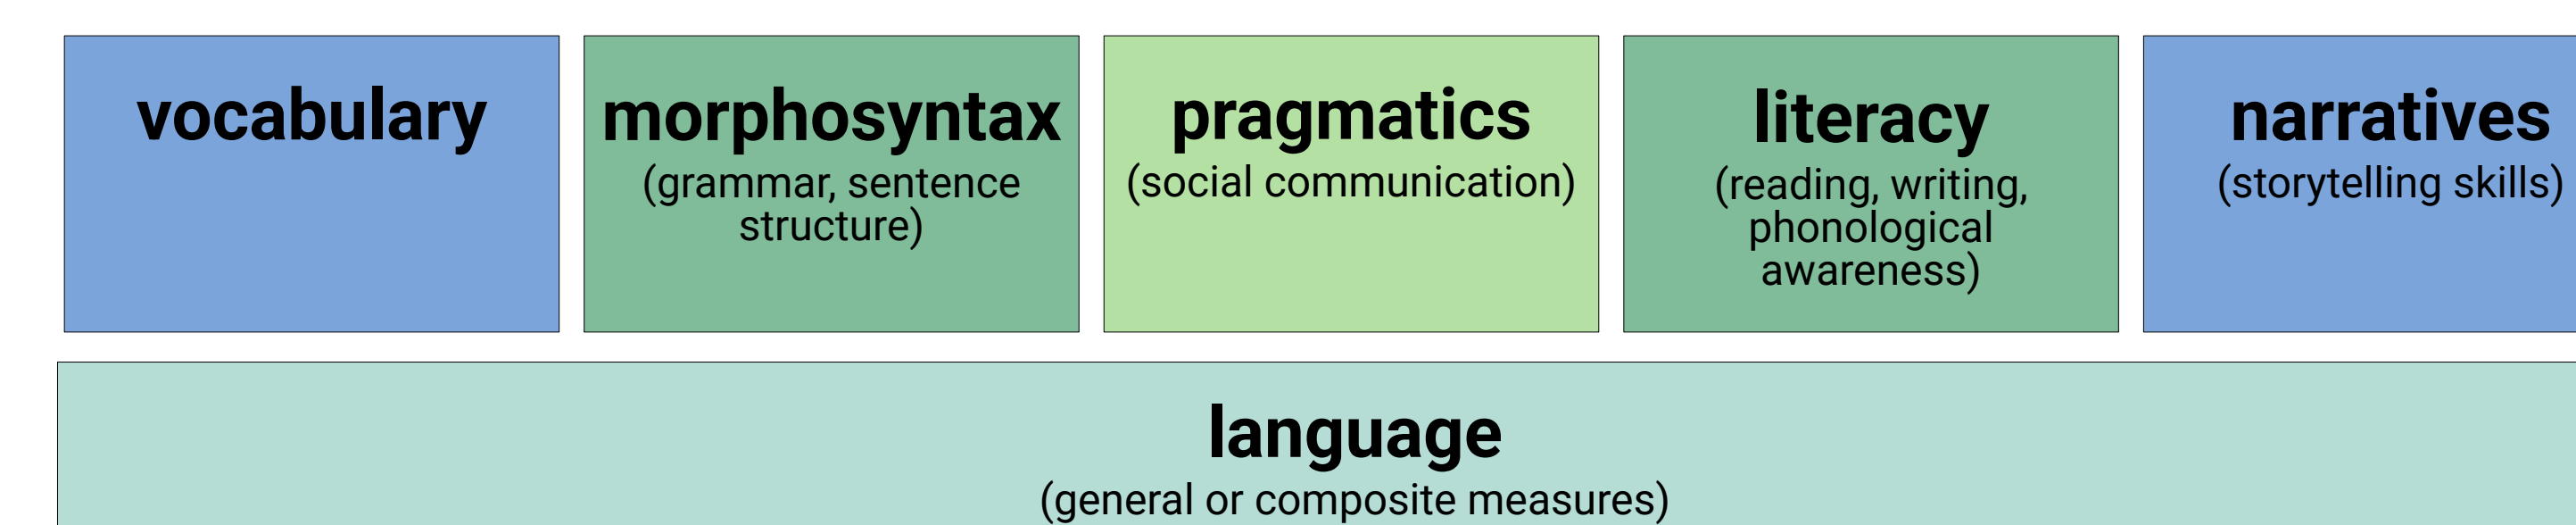 vocabulary
morphosyntax
(grammar, sentence
structure)
pragmatics
(social communication)
literacy
(reading, writing,
phonological
awareness)
narratives
(storytelling skills)
language
(general or composite measures)